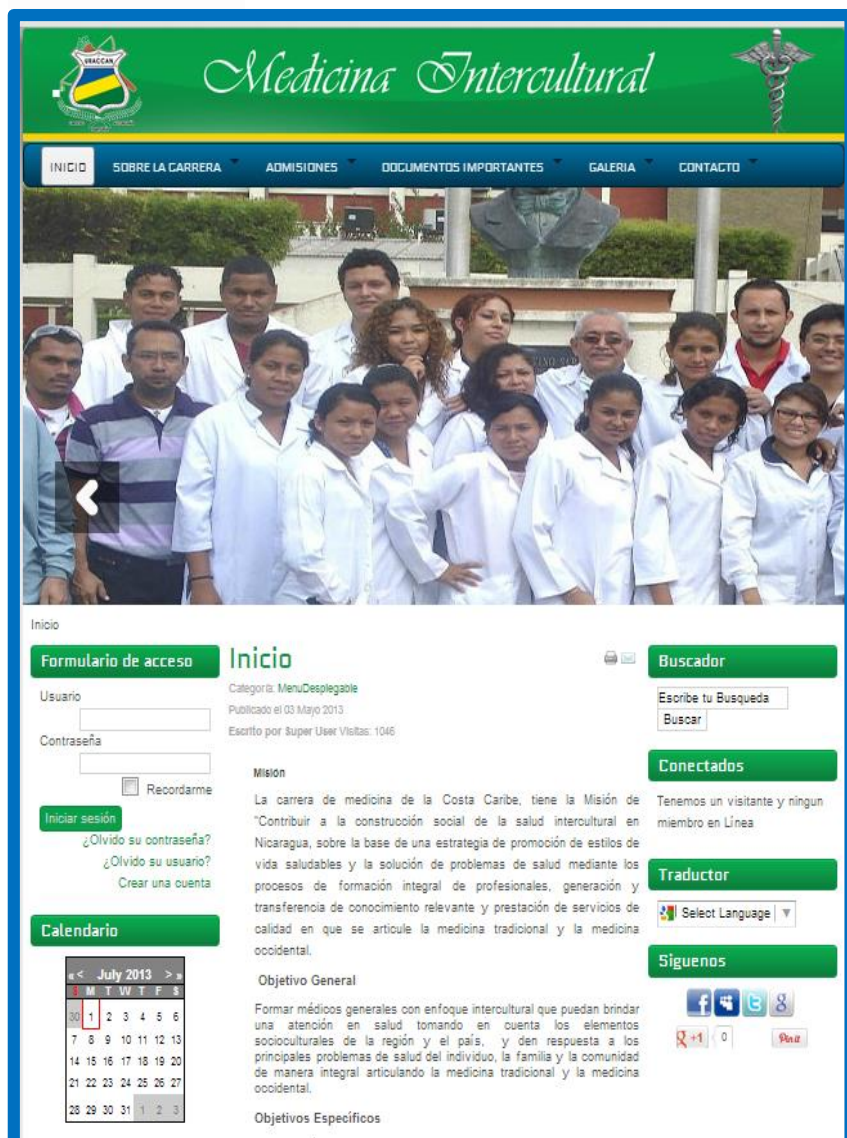 URACCAN
Medicina Intercultural
INICIO
SOBRE LA CARRERA
ADMISIONES
DOCUMENTOS IMPORTANTES
GALERIA
CONTACTO
Inicio
Formulario de acceso
Usuario
Contraseña
Recordarme
Iniciar sesión
¿Olvido su contraseña?
¿Olvido su usuario?
Crear una cuenta
Calendario
« < July 2013 > »
S M T W T F S
30 1 2 3 4 5 6
7 8 9 10 11 12 13
14 15 16 17 18 19 20
21 22 23 24 25 26 27
28 29 30 31 1 2 3
Inicio
Categoría: MenuDesplegable
Publicado el 03 Mayo 2013
Escrito por Super User Visitas: 1046
Misión
La carrera de medicina de la Costa Caribe, tiene la Misión de
“Contribuir a la construcción social de la salud intercultural en
Nicaragua, sobre la base de una estrategia de promoción de estilos de
vida saludables y la solución de problemas de salud mediante los
procesos de formación integral de profesionales, generación y
transferencia de conocimiento relevante y prestación de servicios de
calidad en que se articule la medicina tradicional y la medicina
occidental.
Objetivo General
Formar médicos generales con enfoque intercultural que puedan brindar
una atención en salud tomando en cuenta los elementos
socioculturales de la región y el país, y den respuesta a los
principales problemas de salud del individuo, la familia y la comunidad
de manera integral articulando la medicina tradicional y la medicina
occidental.
Objetivos Específicos
Buscador
Escribe tu Busqueda
Buscar
Conectados
Tenemos un visitante y ningun
miembro en Línea
Traductor
Select Language
Siguenos
+1 0
Pin it